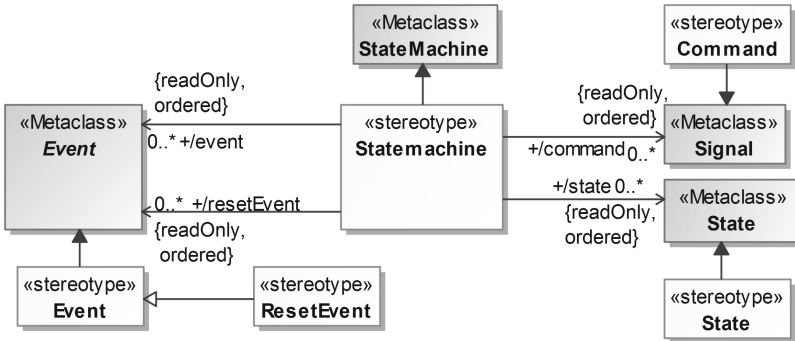 «Metaclass»
StateMachine
«stereotype»
Command
{readOnly,
ordered}
«Metaclass»
Event
0..* +/event
«stereotype»
Statemachine
{readOnly,
ordered}
+/command 0..*
«Metaclass»
Signal
0..* +/resetEvent
{readOnly,
ordered}
+/state 0..*
{readOnly,
ordered}
«Metaclass»
State
«stereotype»
Event
«stereotype»
ResetEvent
«stereotype»
State